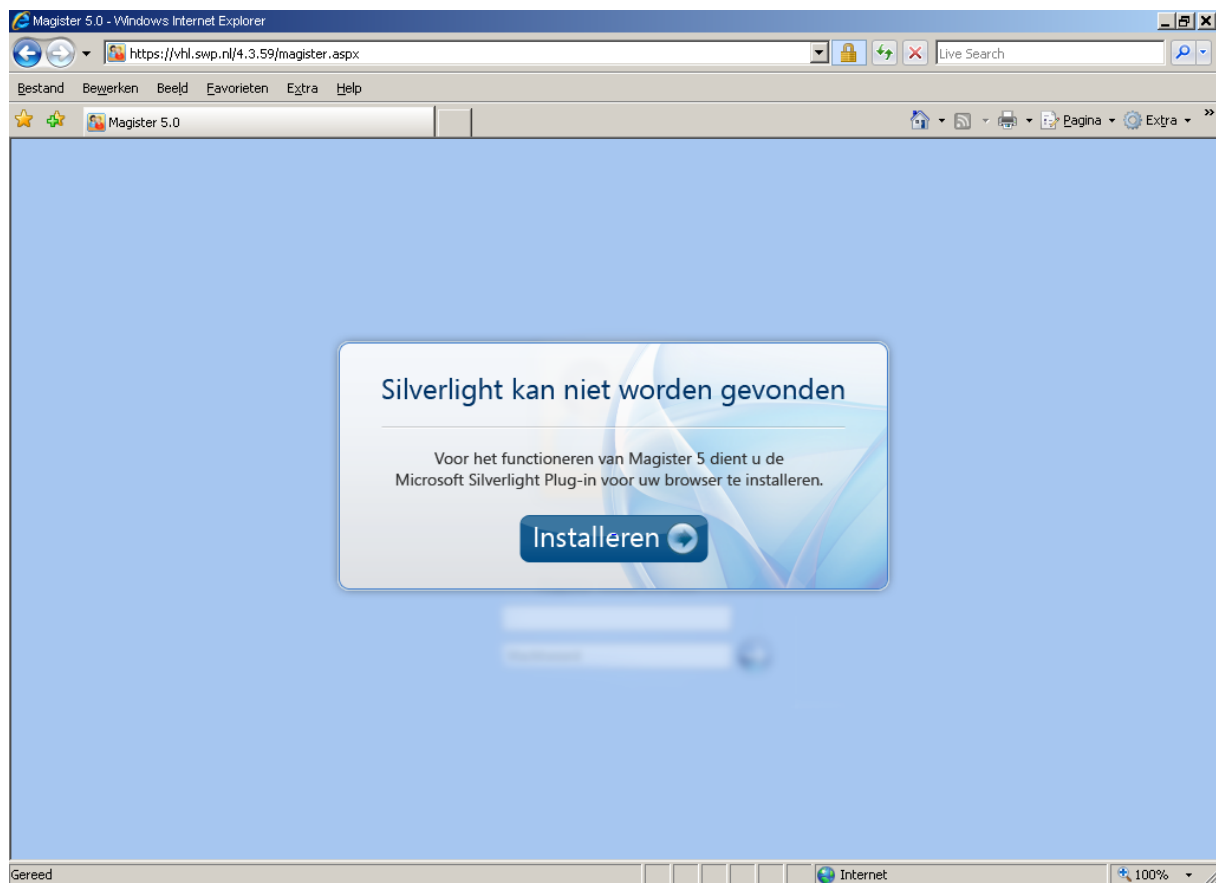 Magister 5.0 - Windows Internet Explorer
https://vhl.swp.nl/4.3.59/magister.aspx
Live Search
Bestand Bewerken Beeld Favorieten Extra Help
Magister 5.0
Pagina Extra »
Silverlight kan niet worden gevonden
Voor het functioneren van Magister 5 dient u de
Microsoft Silverlight Plug-in voor uw browser te installeren.
Installeren
Gereed
Internet
100%